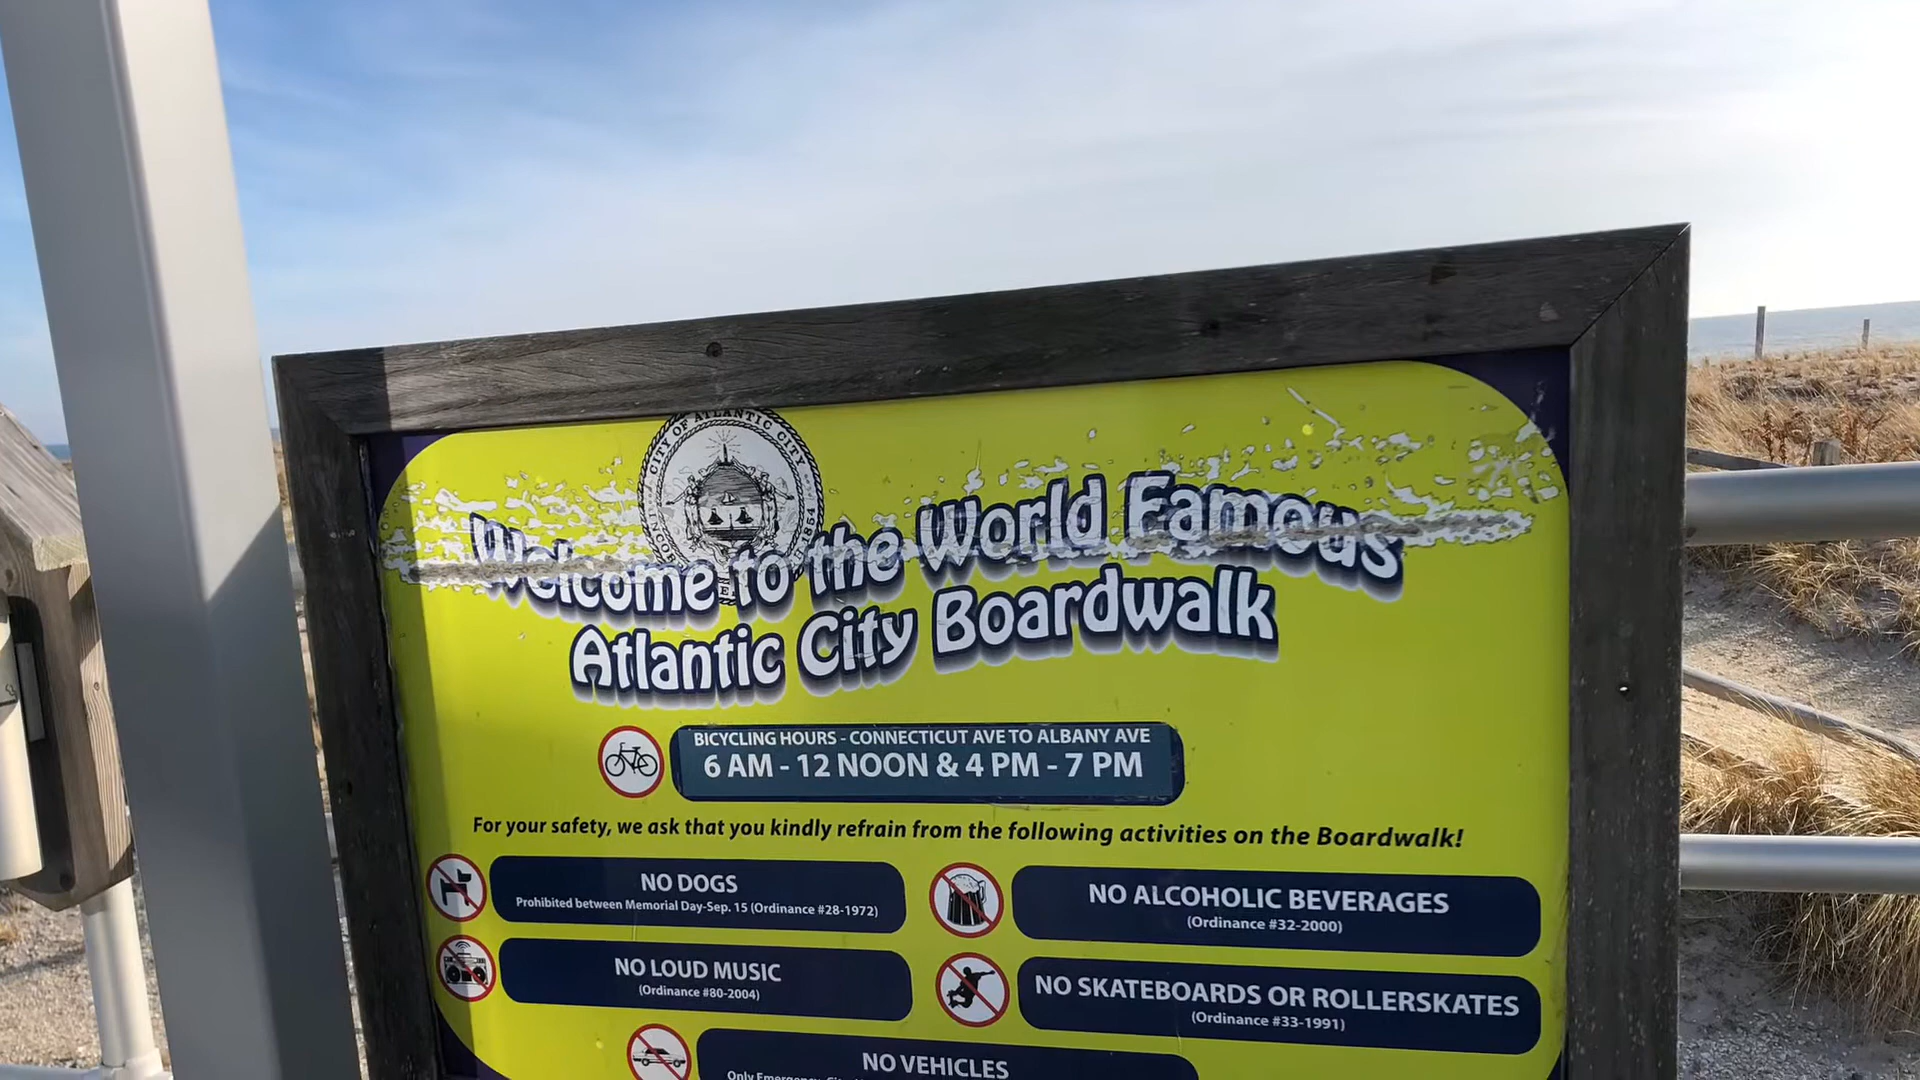 CITY OF ATLANTIC CITY
1854
Welcome to the World Famous
Atlantic City Boardwalk
BICYCLING HOURS - CONNECTICUT AVE TO ALBANY AVE
6 AM - 12 NOON & 4 PM - 7 PM
For your safety, we ask that you kindly refrain from the following activities on the Boardwalk!
NO DOGS
Prohibited between Memorial Day-Sep. 15 (Ordinance #28-1972)
NO ALCOHOLIC BEVERAGES
(Ordinance #32-2000)
NO LOUD MUSIC
(Ordinance #80-2004)
NO SKATEBOARDS OR ROLLERSKATES
(Ordinance #33-1991)
NO VEHICLES
Only Emergency,